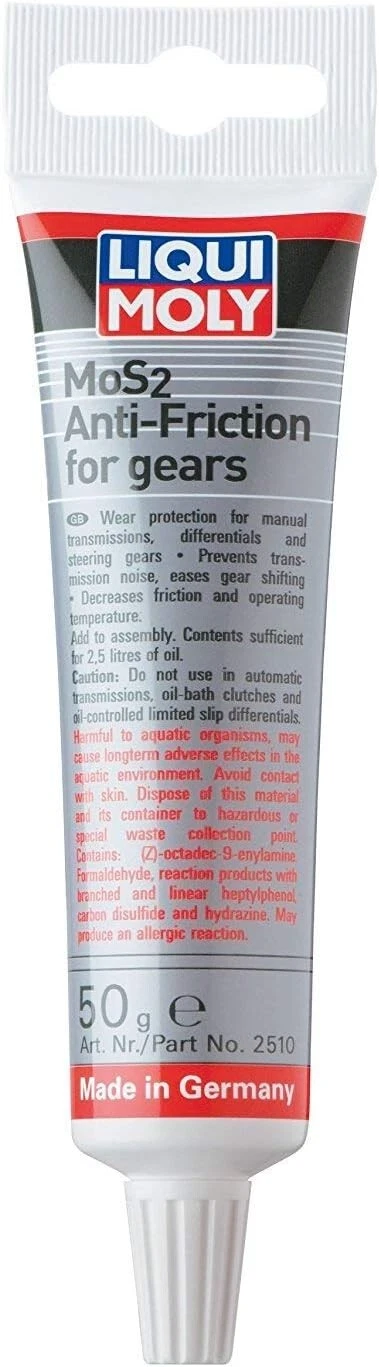 LIQUI
MOLY
MoS2
Anti-Friction
for gears
GB Wear protection for manual
transmissions, differentials and
steering gears • Prevents trans-
mission noise, eases gear shifting
• Decreases friction and operating
temperature.
Add to assembly. Contents sufficient
for 2,5 litres of oil.
Caution: Do not use in automatic
transmissions, oil-bath clutches and
oil-controlled limited slip differentials.
Harmful to aquatic organisms, may
cause longterm adverse effects in the
aquatic environment. Avoid contact
with skin. Dispose of this material
and its container to hazardous or
special waste collection point.
Contains: (Z)-octadec-9-enylamine,
Formaldehyde, reaction products with
branched and linear heptylphenol,
carbon disulfide and hydrazine. May
produce an allergic reaction.
50 g e
Art. Nr./Part No. 2510
Made in Germany